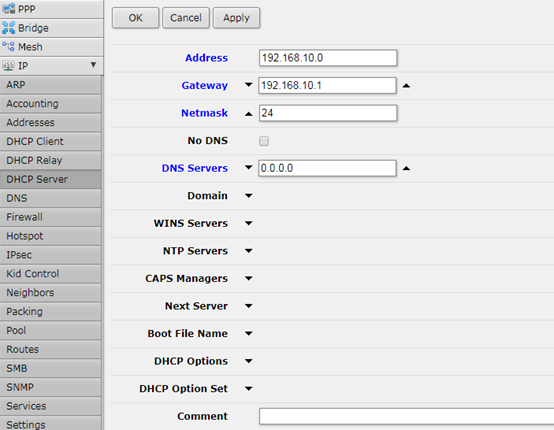 PPP
Bridge
Mesh
IP
ARP
Accounting
Addresses
DHCP Client
DHCP Relay
DHCP Server
DNS
Firewall
Hotspot
IPsec
Kid Control
Neighbors
Packing
Pool
Routes
SMB
SNMP
Services
Settings
OK Cancel Apply
Address 192.168.10.0
Gateway 192.168.10.1
Netmask 24
No DNS
DNS Servers 0.0.0.0
Domain
WINS Servers
NTP Servers
CAPS Managers
Next Server
Boot File Name
DHCP Options
DHCP Option Set
Comment